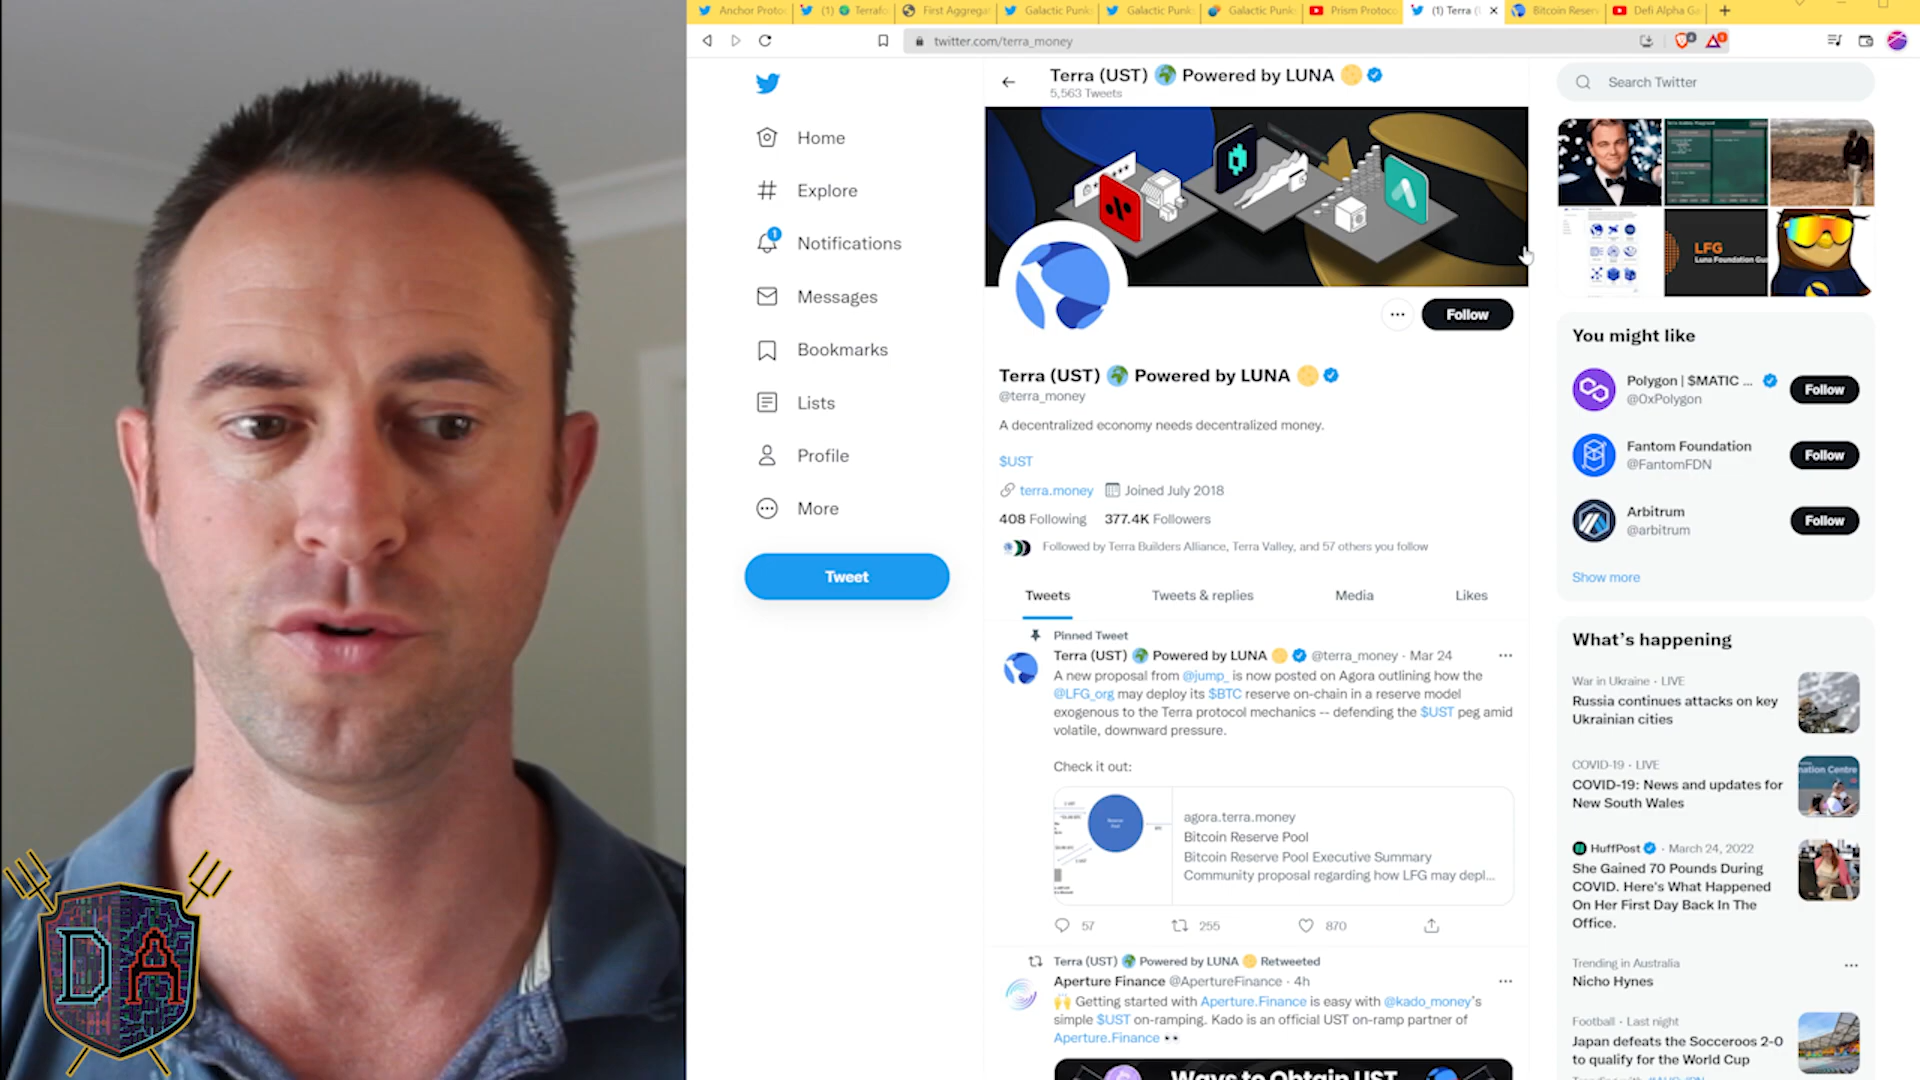 Anchor Proto
(1) Terrafo
First Aggrega
Galactic Punk
Galactic Punk
Galactic Punk
Prism Protoco
(1) Terra (
Bitcoin Reser
Defi Alpha Ga
twitter.com/terra_money
Terra (UST) 🌍 Powered by LUNA 🌕
5,563 Tweets
Search Twitter
Home
Explore
1
Notifications
Messages
Bookmarks
Lists
Profile
More
Tweet
LFG
Luna Foundation Gua
Follow
Terra (UST) 🌍 Powered by LUNA 🌕
@terra_money
A decentralized economy needs decentralized money.
$UST
terra.money Joined July 2018
408 Following 377.4K Followers
Followed by Terra Builders Alliance, Terra Valley, and 57 others you follow
Tweets Tweets & replies Media Likes
Pinned Tweet
Terra (UST) 🌍 Powered by LUNA 🌕 @terra_money · Mar 24
A new proposal from @jump_ is now posted on Agora outlining how the
@LFG_org may deploy its $BTC reserve on-chain in a reserve model
exogenous to the Terra protocol mechanics -- defending the $UST peg amid
volatile, downward pressure.
Check it out:
agora.terra.money
Bitcoin Reserve Pool
Bitcoin Reserve Pool Executive Summary
Community proposal regarding how LFG may depl...
57 255 870
Terra (UST) 🌍 Powered by LUNA 🌕 Retweeted
Aperture Finance @ApertureFinance · 4h
🙌 Getting started with Aperture.Finance is easy with @kado_money's
simple $UST on-ramping. Kado is an official UST on-ramp partner of
Aperture.Finance 👀
Ways to Obtain UST
You might like
Polygon | $MATIC ...
@0xPolygon
Follow
Fantom Foundation
@FantomFDN
Follow
Arbitrum
@arbitrum
Follow
Show more
What's happening
War in Ukraine · LIVE
Russia continues attacks on key
Ukrainian cities
COVID-19 · LIVE
COVID-19: News and updates for
New South Wales
HuffPost · March 24, 2022
She Gained 70 Pounds During
COVID. Here's What Happened
On Her First Day Back In The
Office.
Trending in Australia
Nicho Hynes
Football · Last night
Japan defeats the Socceroos 2-0
to qualify for the World Cup
DA